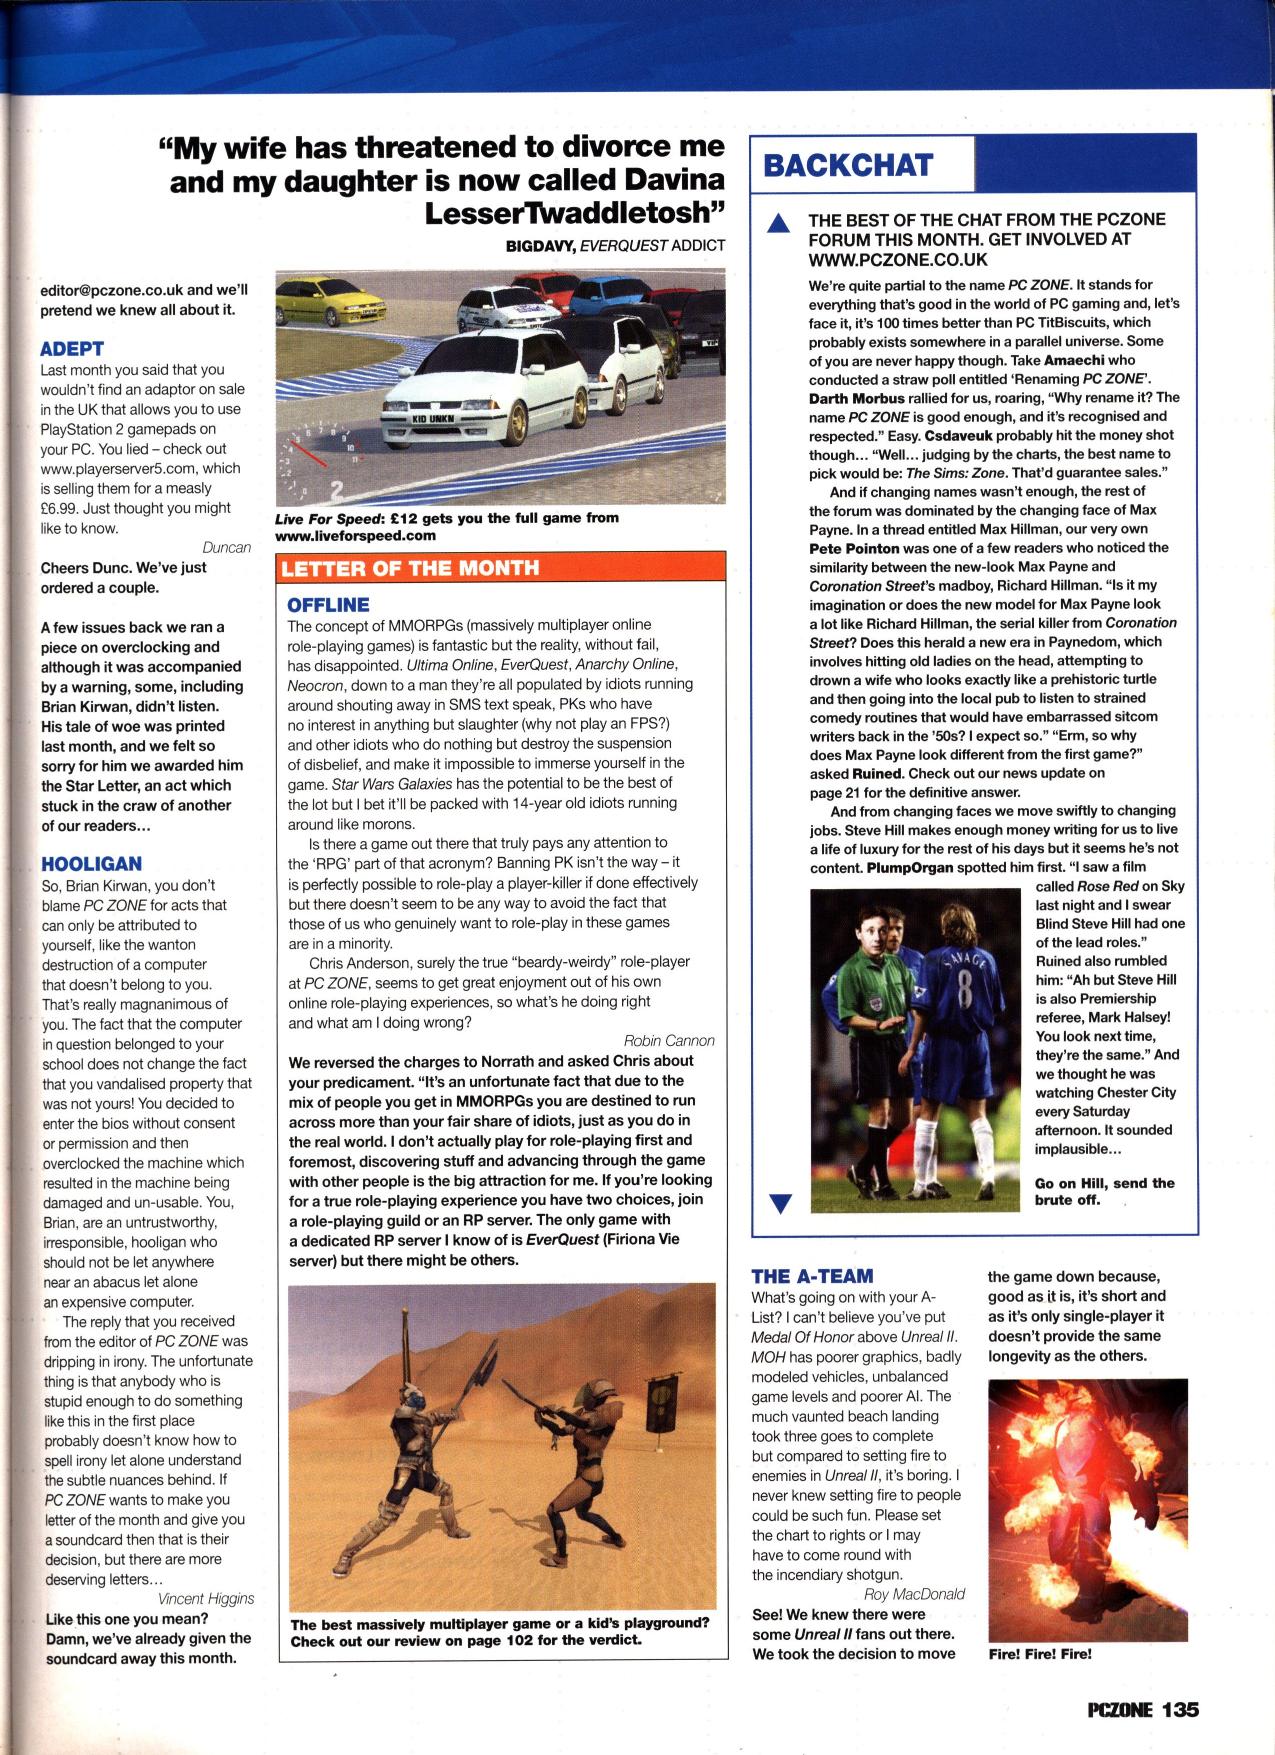 “My wife has threatened to divorce me
and my daughter is now called Davina
LesserTwaddletosh”
BIGDAVY, EVERQUEST ADDICT
editor@pczone.co.uk and we’ll
pretend we knew all about it.
ADEPT
Last month you said that you
wouldn’t find an adaptor on sale
in the UK that allows you to use
PlayStation 2 gamepads on
your PC. You lied – check out
www.playerserver5.com, which
is selling them for a measly
£6.99. Just thought you might
like to know.
Duncan
Cheers Dunc. We’ve just
ordered a couple.
A few issues back we ran a
piece on overclocking and
although it was accompanied
by a warning, some, including
Brian Kirwan, didn’t listen.
His tale of woe was printed
last month, and we felt so
sorry for him we awarded him
the Star Letter, an act which
stuck in the craw of another
of our readers…
HOOLIGAN
So, Brian Kirwan, you don’t
blame PC ZONE for acts that
can only be attributed to
yourself, like the wanton
destruction of a computer
that doesn’t belong to you.
That’s really magnanimous of
you. The fact that the computer
in question belonged to your
school does not change the fact
that you vandalised property that
was not yours! You decided to
enter the bios without consent
or permission and then
overclocked the machine which
resulted in the machine being
damaged and un-usable. You,
Brian, are an untrustworthy,
irresponsible, hooligan who
should not be let anywhere
near an abacus let alone
an expensive computer.
The reply that you received
from the editor of PC ZONE was
dripping in irony. The unfortunate
thing is that anybody who is
stupid enough to do something
like this in the first place
probably doesn’t know how to
spell irony let alone understand
the subtle nuances behind. If
PC ZONE wants to make you
letter of the month and give you
a soundcard then that is their
decision, but there are more
deserving letters…
Vincent Higgins
Like this one you mean?
Damn, we’ve already given the
soundcard away this month.
KID UNKN
2
Live For Speed: £12 gets you the full game from
www.liveforspeed.com
LETTER OF THE MONTH
OFFLINE
The concept of MMORPGs (massively multiplayer online
role-playing games) is fantastic but the reality, without fail,
has disappointed. Ultima Online, EverQuest, Anarchy Online,
Neocron, down to a man they’re all populated by idiots running
around shouting away in SMS text speak, PKs who have
no interest in anything but slaughter (why not play an FPS?)
and other idiots who do nothing but destroy the suspension
of disbelief, and make it impossible to immerse yourself in the
game. Star Wars Galaxies has the potential to be the best of
the lot but I bet it’ll be packed with 14-year old idiots running
around like morons.
Is there a game out there that truly pays any attention to
the ‘RPG’ part of that acronym? Banning PK isn’t the way – it
is perfectly possible to role-play a player-killer if done effectively
but there doesn’t seem to be any way to avoid the fact that
those of us who genuinely want to role-play in these games
are in a minority.
Chris Anderson, surely the true “beardy-weirdy” role-player
at PC ZONE, seems to get great enjoyment out of his own
online role-playing experiences, so what’s he doing right
and what am I doing wrong?
Robin Cannon
We reversed the charges to Norrath and asked Chris about
your predicament. “It’s an unfortunate fact that due to the
mix of people you get in MMORPGs you are destined to run
across more than your fair share of idiots, just as you do in
the real world. I don’t actually play for role-playing first and
foremost, discovering stuff and advancing through the game
with other people is the big attraction for me. If you’re looking
for a true role-playing experience you have two choices, join
a role-playing guild or an RP server. The only game with
a dedicated RP server I know of is EverQuest (Firiona Vie
server) but there might be others.
The best massively multiplayer game or a kid’s playground?
Check out our review on page 102 for the verdict.
BACKCHAT
THE BEST OF THE CHAT FROM THE PCZONE
FORUM THIS MONTH. GET INVOLVED AT
WWW.PCZONE.CO.UK
We’re quite partial to the name PC ZONE. It stands for
everything that’s good in the world of PC gaming and, let’s
face it, it’s 100 times better than PC TitBiscuits, which
probably exists somewhere in a parallel universe. Some
of you are never happy though. Take Amaechi who
conducted a straw poll entitled ‘Renaming PC ZONE’.
Darth Morbus rallied for us, roaring, “Why rename it? The
name PC ZONE is good enough, and it’s recognised and
respected.” Easy. Csdaveuk probably hit the money shot
though… “Well… judging by the charts, the best name to
pick would be: The Sims: Zone. That’d guarantee sales.”
And if changing names wasn’t enough, the rest of
the forum was dominated by the changing face of Max
Payne. In a thread entitled Max Hillman, our very own
Pete Pointon was one of a few readers who noticed the
similarity between the new-look Max Payne and
Coronation Street’s madboy, Richard Hillman. “Is it my
imagination or does the new model for Max Payne look
a lot like Richard Hillman, the serial killer from Coronation
Street? Does this herald a new era in Paynedom, which
involves hitting old ladies on the head, attempting to
drown a wife who looks exactly like a prehistoric turtle
and then going into the local pub to listen to strained
comedy routines that would have embarrassed sitcom
writers back in the ’50s? I expect so.” “Erm, so why
does Max Payne look different from the first game?”
asked Ruined. Check out our news update on
page 21 for the definitive answer.
And from changing faces we move swiftly to changing
jobs. Steve Hill makes enough money writing for us to live
a life of luxury for the rest of his days but it seems he’s not
content. PlumpOrgan spotted him first. “I saw a film
called Rose Red on Sky
last night and I swear
Blind Steve Hill had one
of the lead roles.”
Ruined also rumbled
him: “Ah but Steve Hill
is also Premiership
referee, Mark Halsey!
You look next time,
they’re the same.” And
we thought he was
watching Chester City
every Saturday
afternoon. It sounded
implausible…
Go on Hill, send the
brute off.
SAVAGE
8
THE A-TEAM
What’s going on with your A-
List? I can’t believe you’ve put
Medal Of Honor above Unreal II.
MOH has poorer graphics, badly
modeled vehicles, unbalanced
game levels and poorer AI. The
much vaunted beach landing
took three goes to complete
but compared to setting fire to
enemies in Unreal II, it’s boring. I
never knew setting fire to people
could be such fun. Please set
the chart to rights or I may
have to come round with
the incendiary shotgun.
Roy MacDonald
See! We knew there were
some Unreal II fans out there.
We took the decision to move
the game down because,
good as it is, it’s short and
as it’s only single-player it
doesn’t provide the same
longevity as the others.
Fire! Fire! Fire!
PCZONE 135